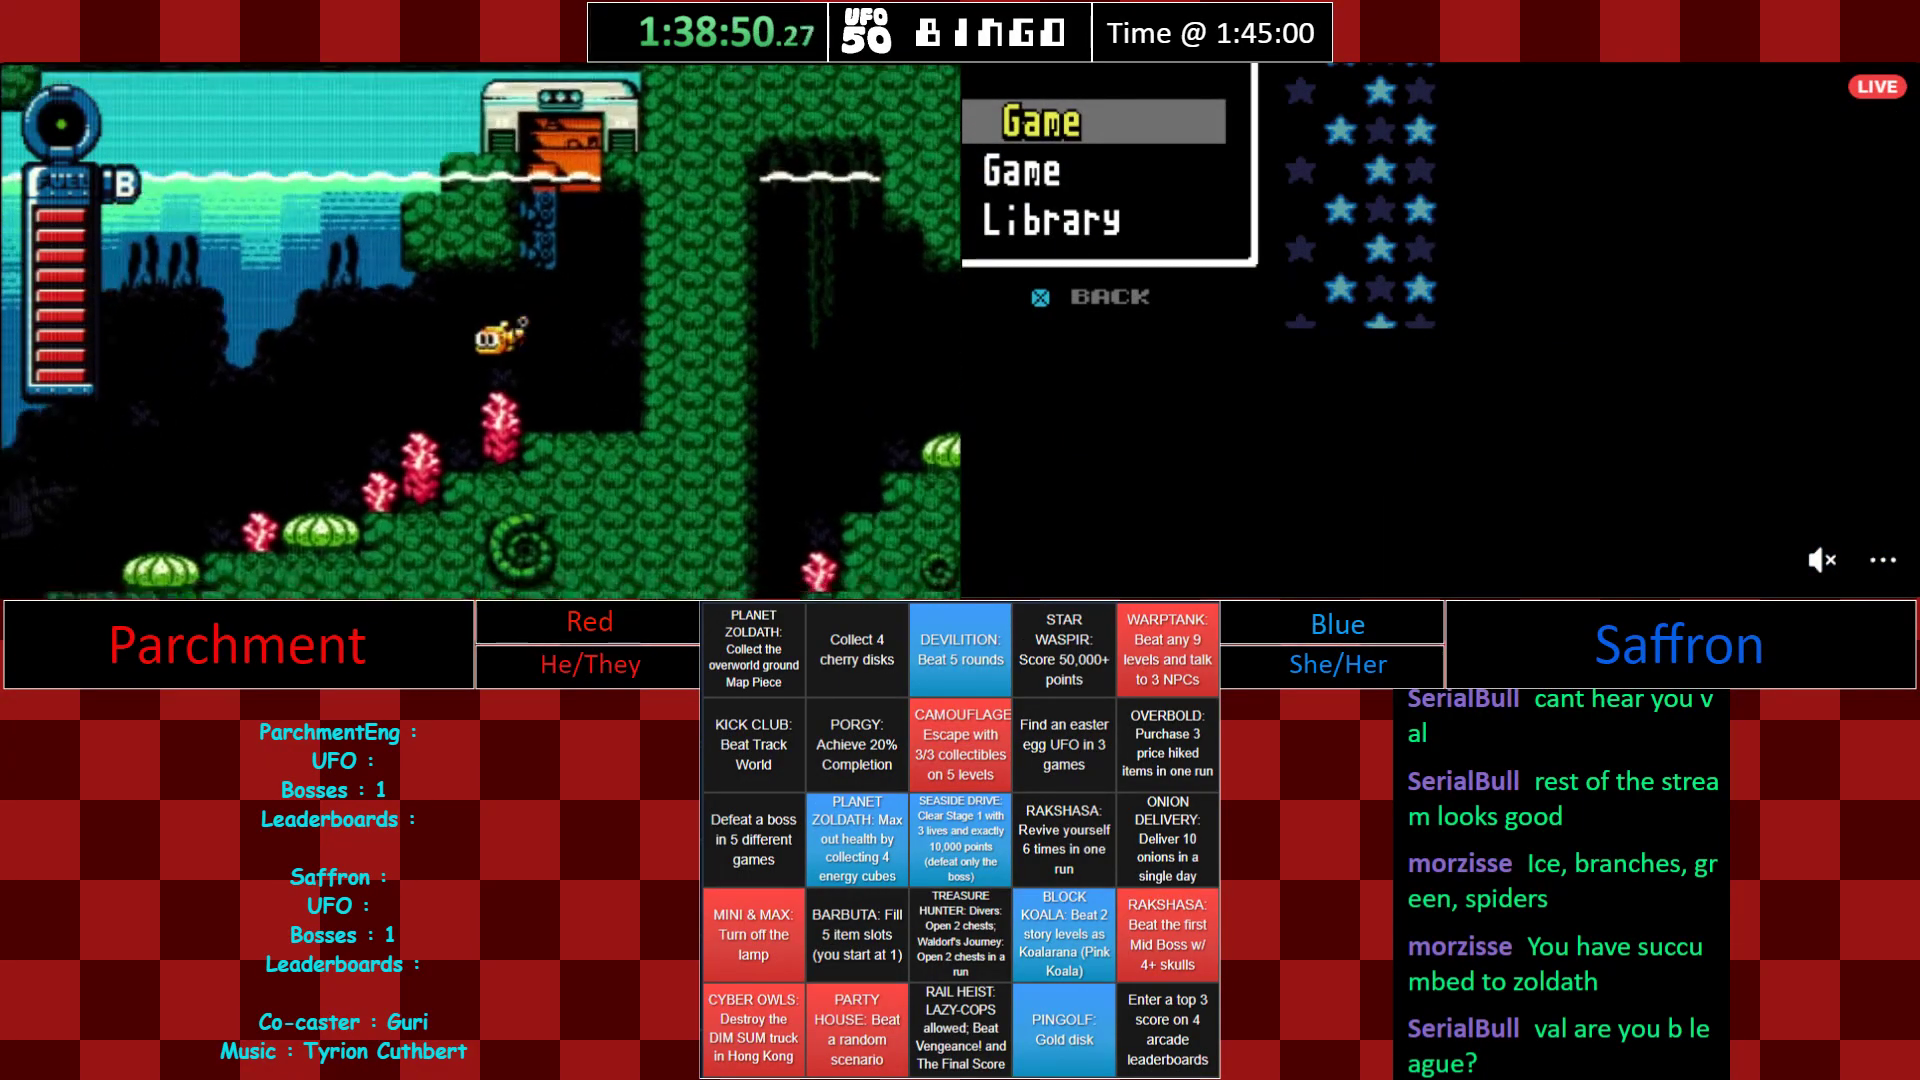 1:38:50.27
UFO 50 BINGO
Time @ 1:45:00
FUEL B
Game
Game
Library
BACK
LIVE
Parchment
Red
He/They
Blue
She/Her
Saffron
PLANET
ZOLDATH:
Collect the
overworld ground
Map Piece
Collect 4
cherry disks
DEVILITION:
Beat 5 rounds
STAR
WASPIR:
Score 50,000+
points
WARPTANK:
Beat any 9
levels and talk
to 3 NPCs
KICK CLUB:
Beat Track
World
PORGY:
Achieve 20%
Completion
CAMOUFLAGE
Escape with
3/3 collectibles
on 5 levels
Find an easter
egg UFO in 3
games
OVERBOLD:
Purchase 3
price hiked
items in one run
Defeat a boss
in 5 different
games
PLANET
ZOLDATH: Max
out health by
collecting 4
energy cubes
SEASIDE DRIVE:
Clear Stage 1 with
3 lives and exactly
10,000 points
(defeat only the
boss)
RAKSHASA:
Revive yourself
6 times in one
run
ONION
DELIVERY:
Deliver 10
onions in a
single day
MINI & MAX:
Turn off the
lamp
BARBUTA: Fill
5 item slots
(you start at 1)
TREASURE
HUNTER: Divers:
Open 2 chests;
Waldorf's Journey:
Open 2 chests in a
run
BLOCK
KOALA: Beat 2
story levels as
Koalarana (Pink
Koala)
RAKSHASA:
Beat the first
Mid Boss w/
4+ skulls
CYBER OWLS:
Destroy the
DIM SUM truck
in Hong Kong
PARTY
HOUSE: Beat
a random
scenario
RAIL HEIST:
LAZY-COPS
allowed; Beat
Vengeance! and
The Final Score
PINGOLF:
Gold disk
Enter a top 3
score on 4
arcade
leaderboards
ParchmentEng :
UFO :
Bosses : 1
Leaderboards :
Saffron :
UFO :
Bosses : 1
Leaderboards :
Co-caster : Guri
Music : Tyrion Cuthbert
SerialBull cant hear you v
al
SerialBull rest of the strea
m looks good
morzisse Ice, branches, gr
een, spiders
morzisse You have succu
mbed to zoldath
SerialBull val are you b le
ague?